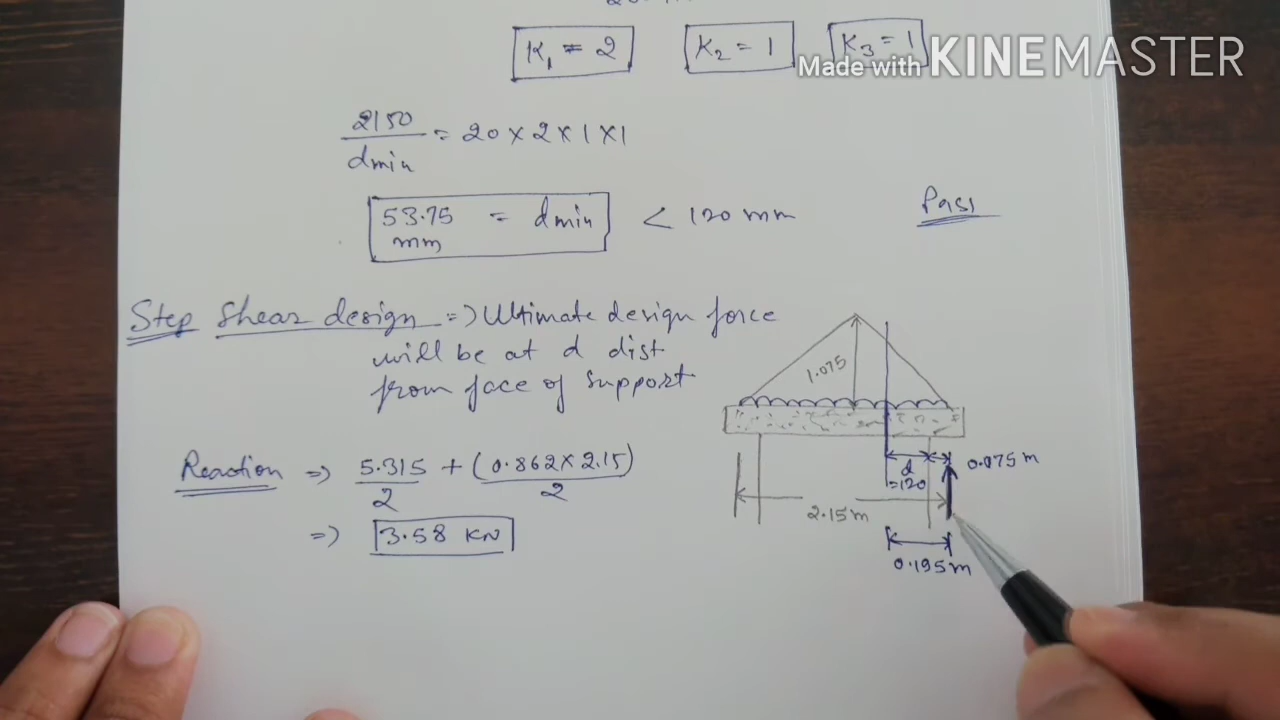 K₁ = 2   K₂ = 1   K₃ = 1
Made with KINEMASTER
2150/dmin = 20 × 2 × 1 × 1
53.75 mm = dmin < 120 mm   Pass
Step Shear design => Ultimate design force
will be at d dist
from face of support
1.075
Reaction => 5.315/2 + (0.862 × 2.15)/2
0.075 m
d = 120
2.15 m
=> 3.58 KN
0.195 m